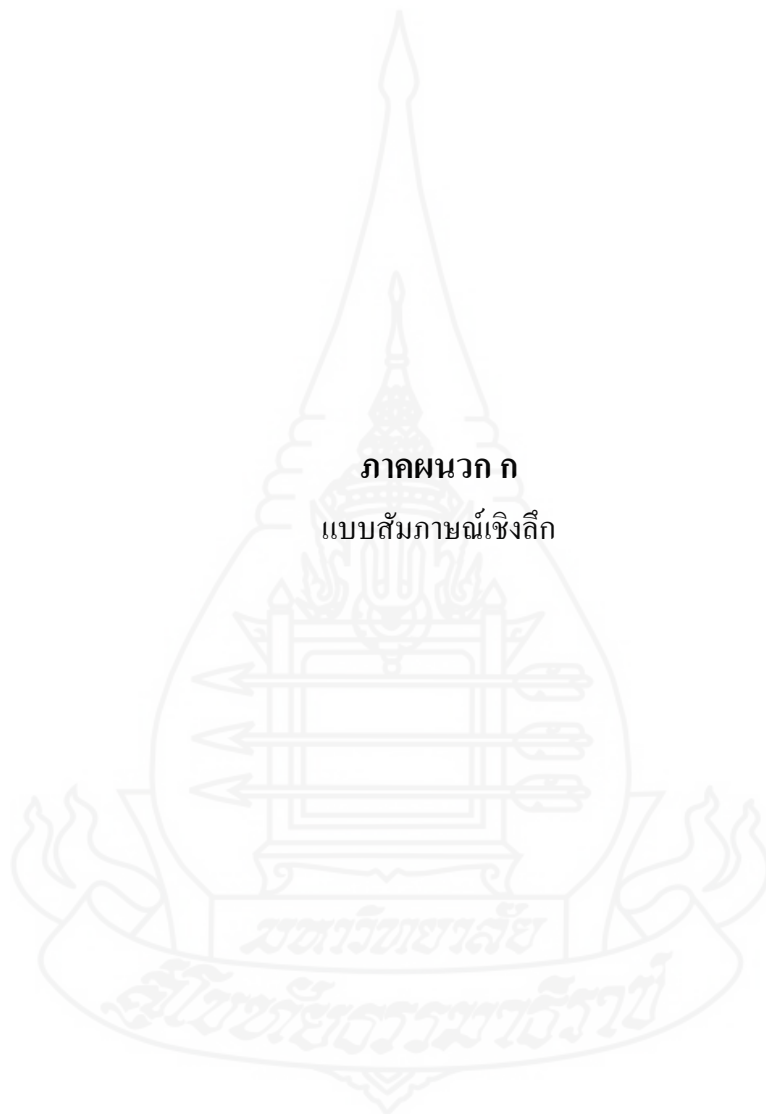 ภาคผนวก ก
แบบสัมภาษณ์เชิงลึก
มหาวิทยาลัย
สุโขทัยธรรมาธิราช